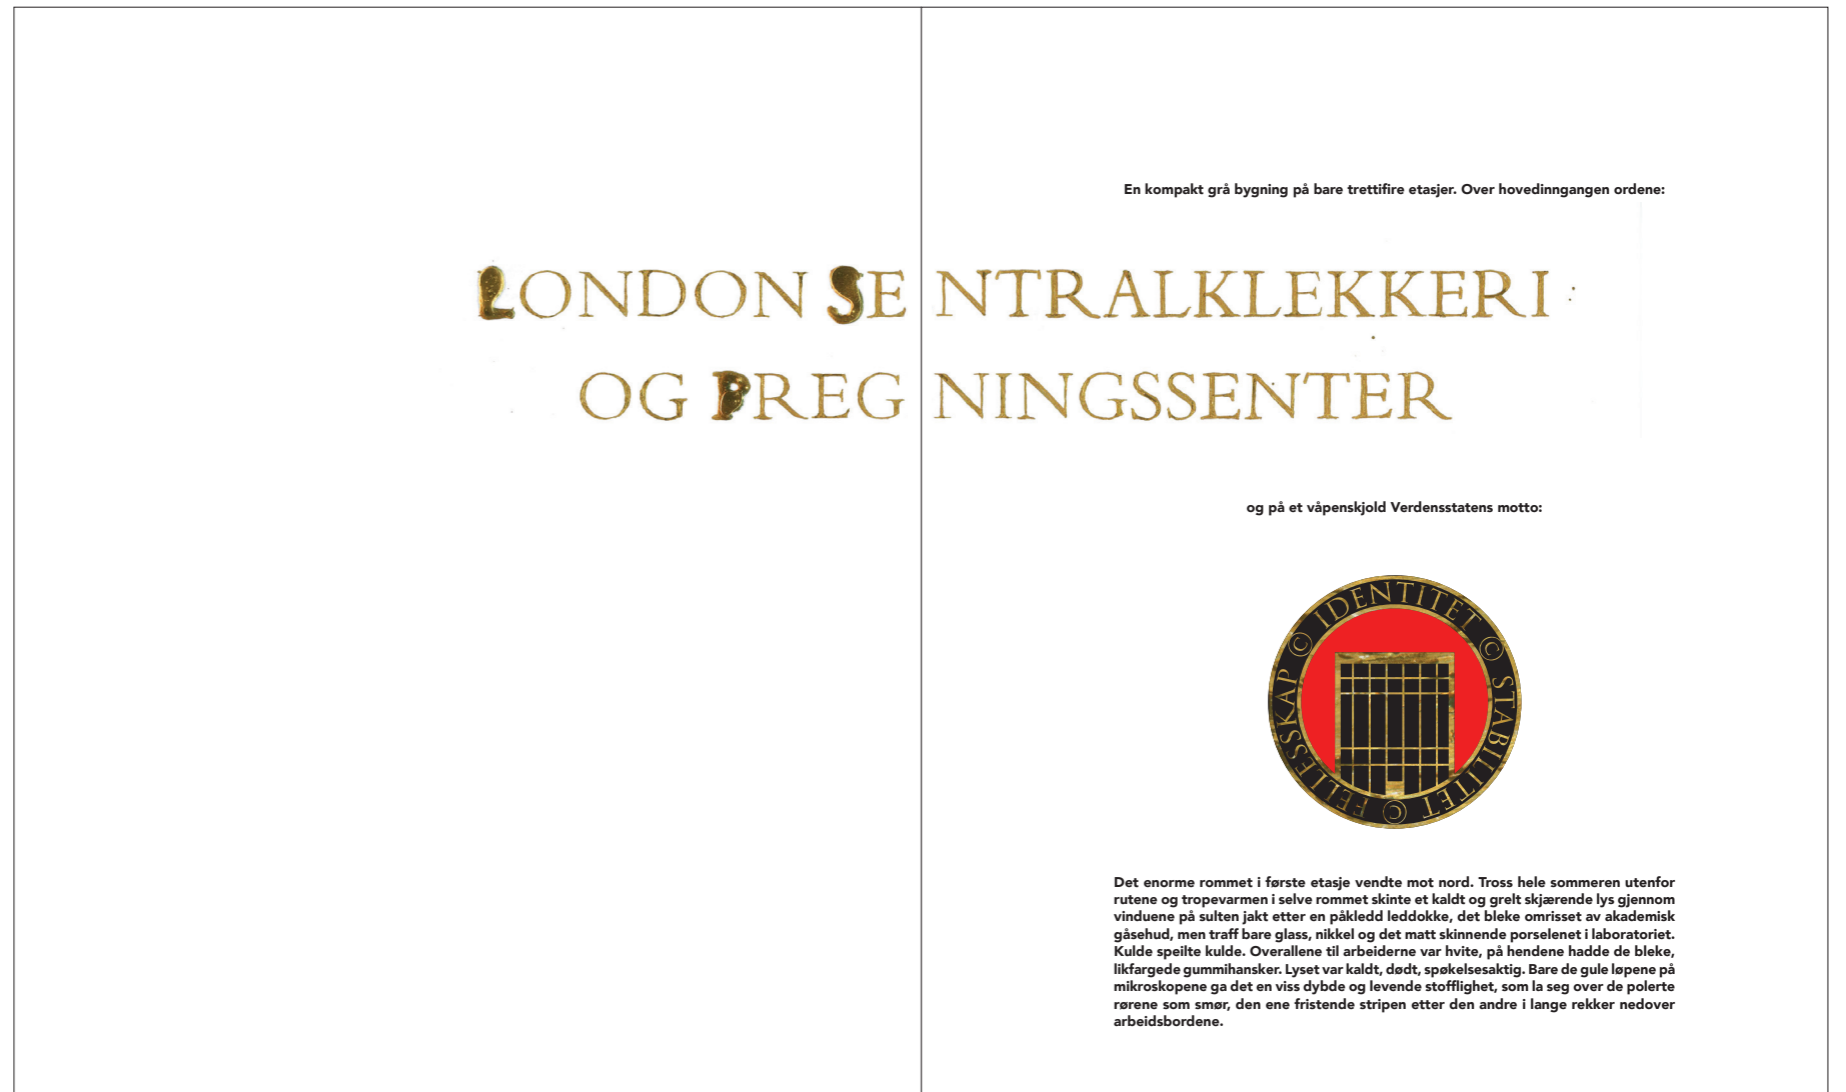 En kompakt grå bygning på bare trettifire etasjer. Over hovedinngangen ordene:
LONDON SENTRALKLEKKERI
OG PREGNINGSSENTER
og på et våpenskjold Verdensstatens motto:
© IDENTITET © STABILITET © FELLESSKAP
Det enorme rommet i første etasje vendte mot nord. Tross hele sommeren utenfor
rutene og tropevarmen i selve rommet skinte et kaldt og grelt skjærende lys gjennom
vinduene på sulten jakt etter en påkledd leddokke, det bleke omrisset av akademisk
gåsehud, men traff bare glass, nikkel og det matt skinnende porselenet i laboratoriet.
Kulde speilte kulde. Overallene til arbeiderne var hvite, på hendene hadde de bleke,
likfargede gummihansker. Lyset var kaldt, dødt, spøkelsesaktig. Bare de gule løpene på
mikroskopene ga det en viss dybde og levende stofflighet, som la seg over de polerte
rørene som smør, den ene fristende stripen etter den andre i lange rekker nedover
arbeidsbordene.